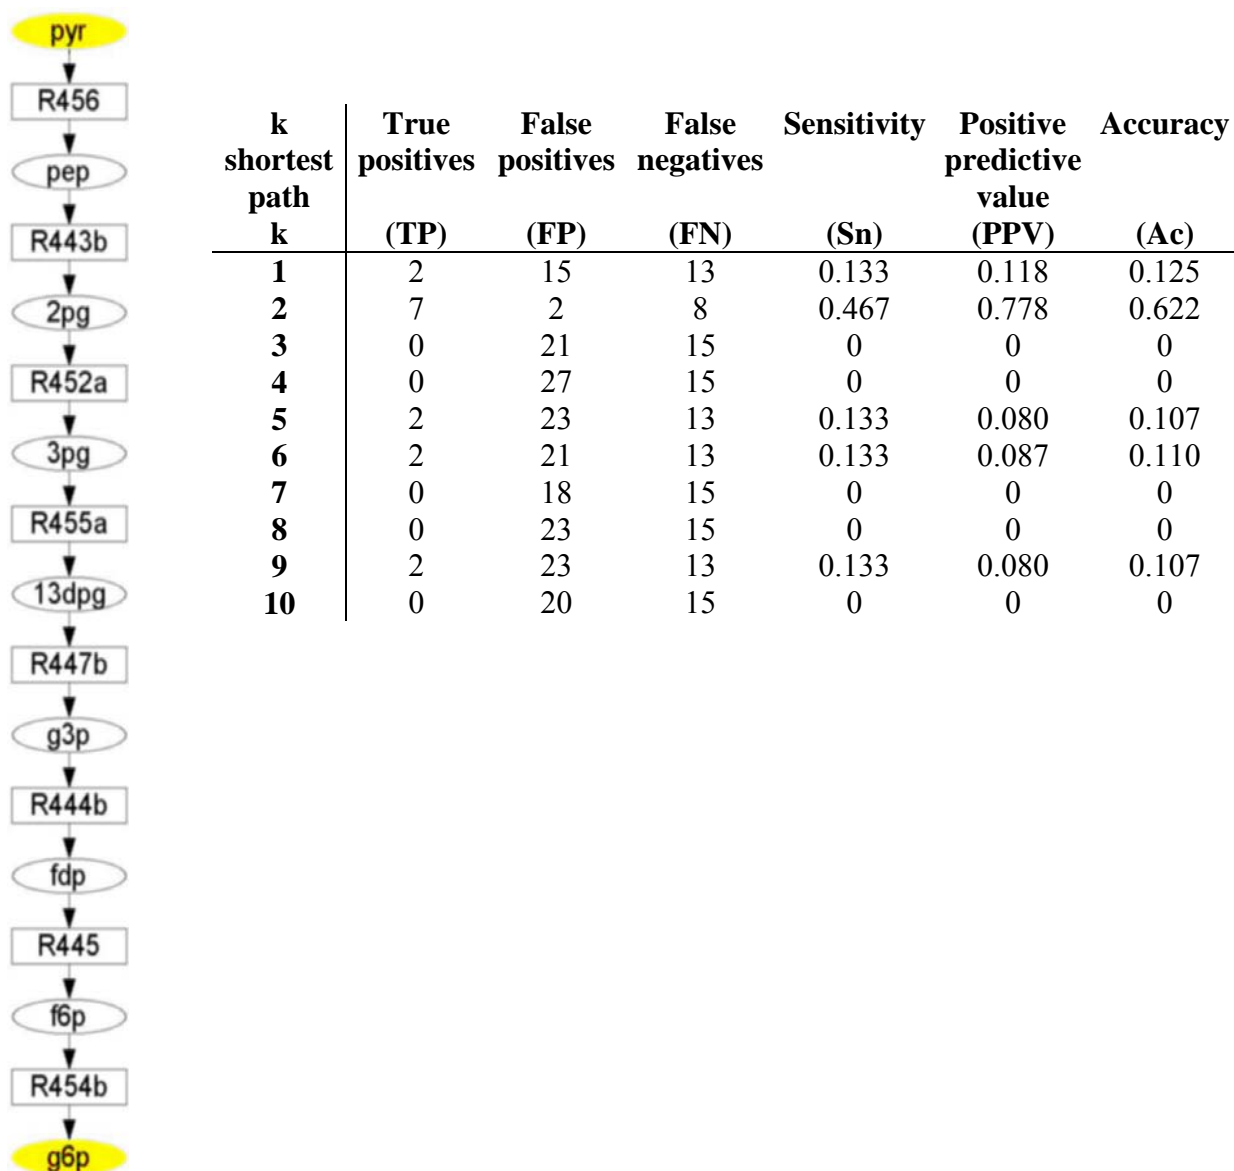 pyr
R456
pep
R443b
2pg
R452a
3pg
R455a
13dpg
R447b
g3p
R444b
fdp
R445
f6p
R454b
g6p
k True False False Sensitivity Positive Accuracy
shortest positives positives negatives predictive
path value
k (TP) (FP) (FN) (Sn) (PPV) (Ac)
1 2 15 13 0.133 0.118 0.125
2 7 2 8 0.467 0.778 0.622
3 0 21 15 0 0 0
4 0 27 15 0 0 0
5 2 23 13 0.133 0.080 0.107
6 2 21 13 0.133 0.087 0.110
7 0 18 15 0 0 0
8 0 23 15 0 0 0
9 2 23 13 0.133 0.080 0.107
10 0 20 15 0 0 0